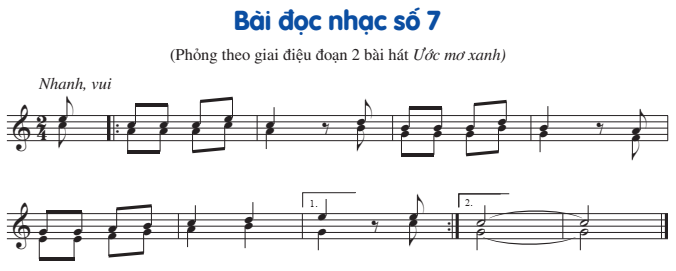 Bài đọc nhạc số 7
(Phỏng theo giai điệu đoạn 2 bài hát Ước mơ xanh)
Nhanh, vui
2
4
1.
2.